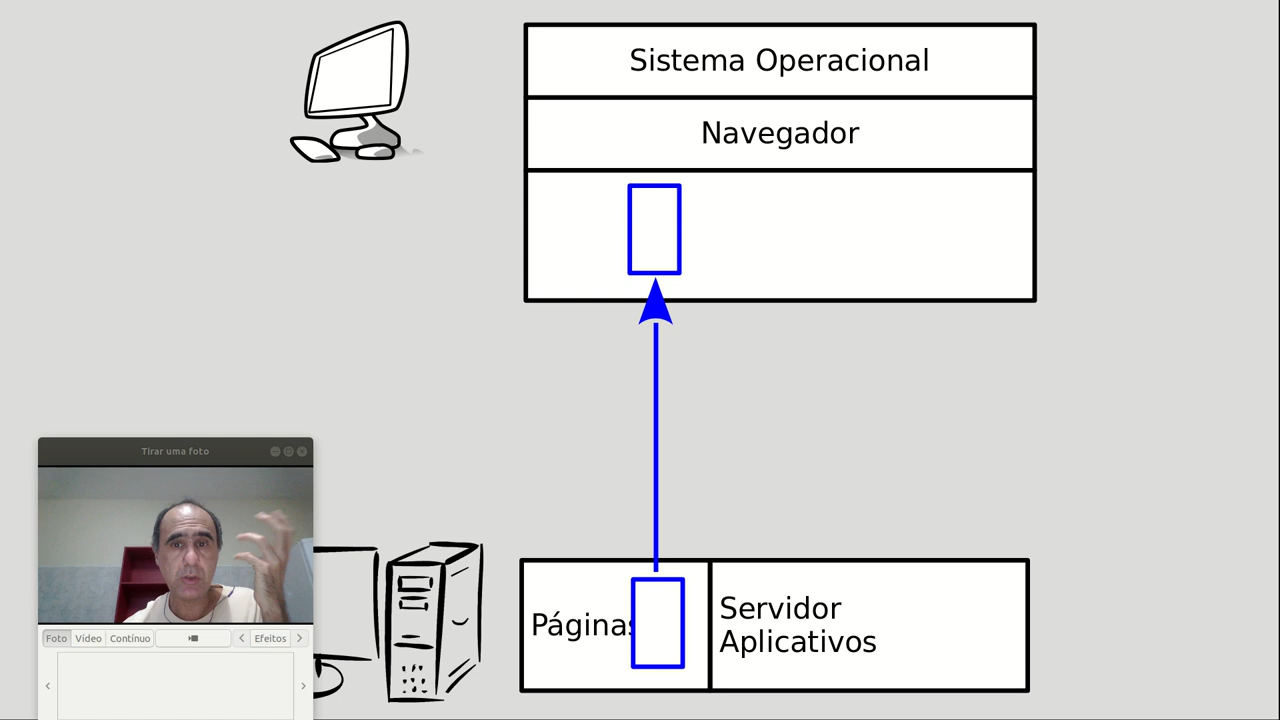 Sistema Operacional
Navegador
Tirar uma foto
Foto Vídeo Contínuo Efeitos
Páginas
Servidor
Aplicativos